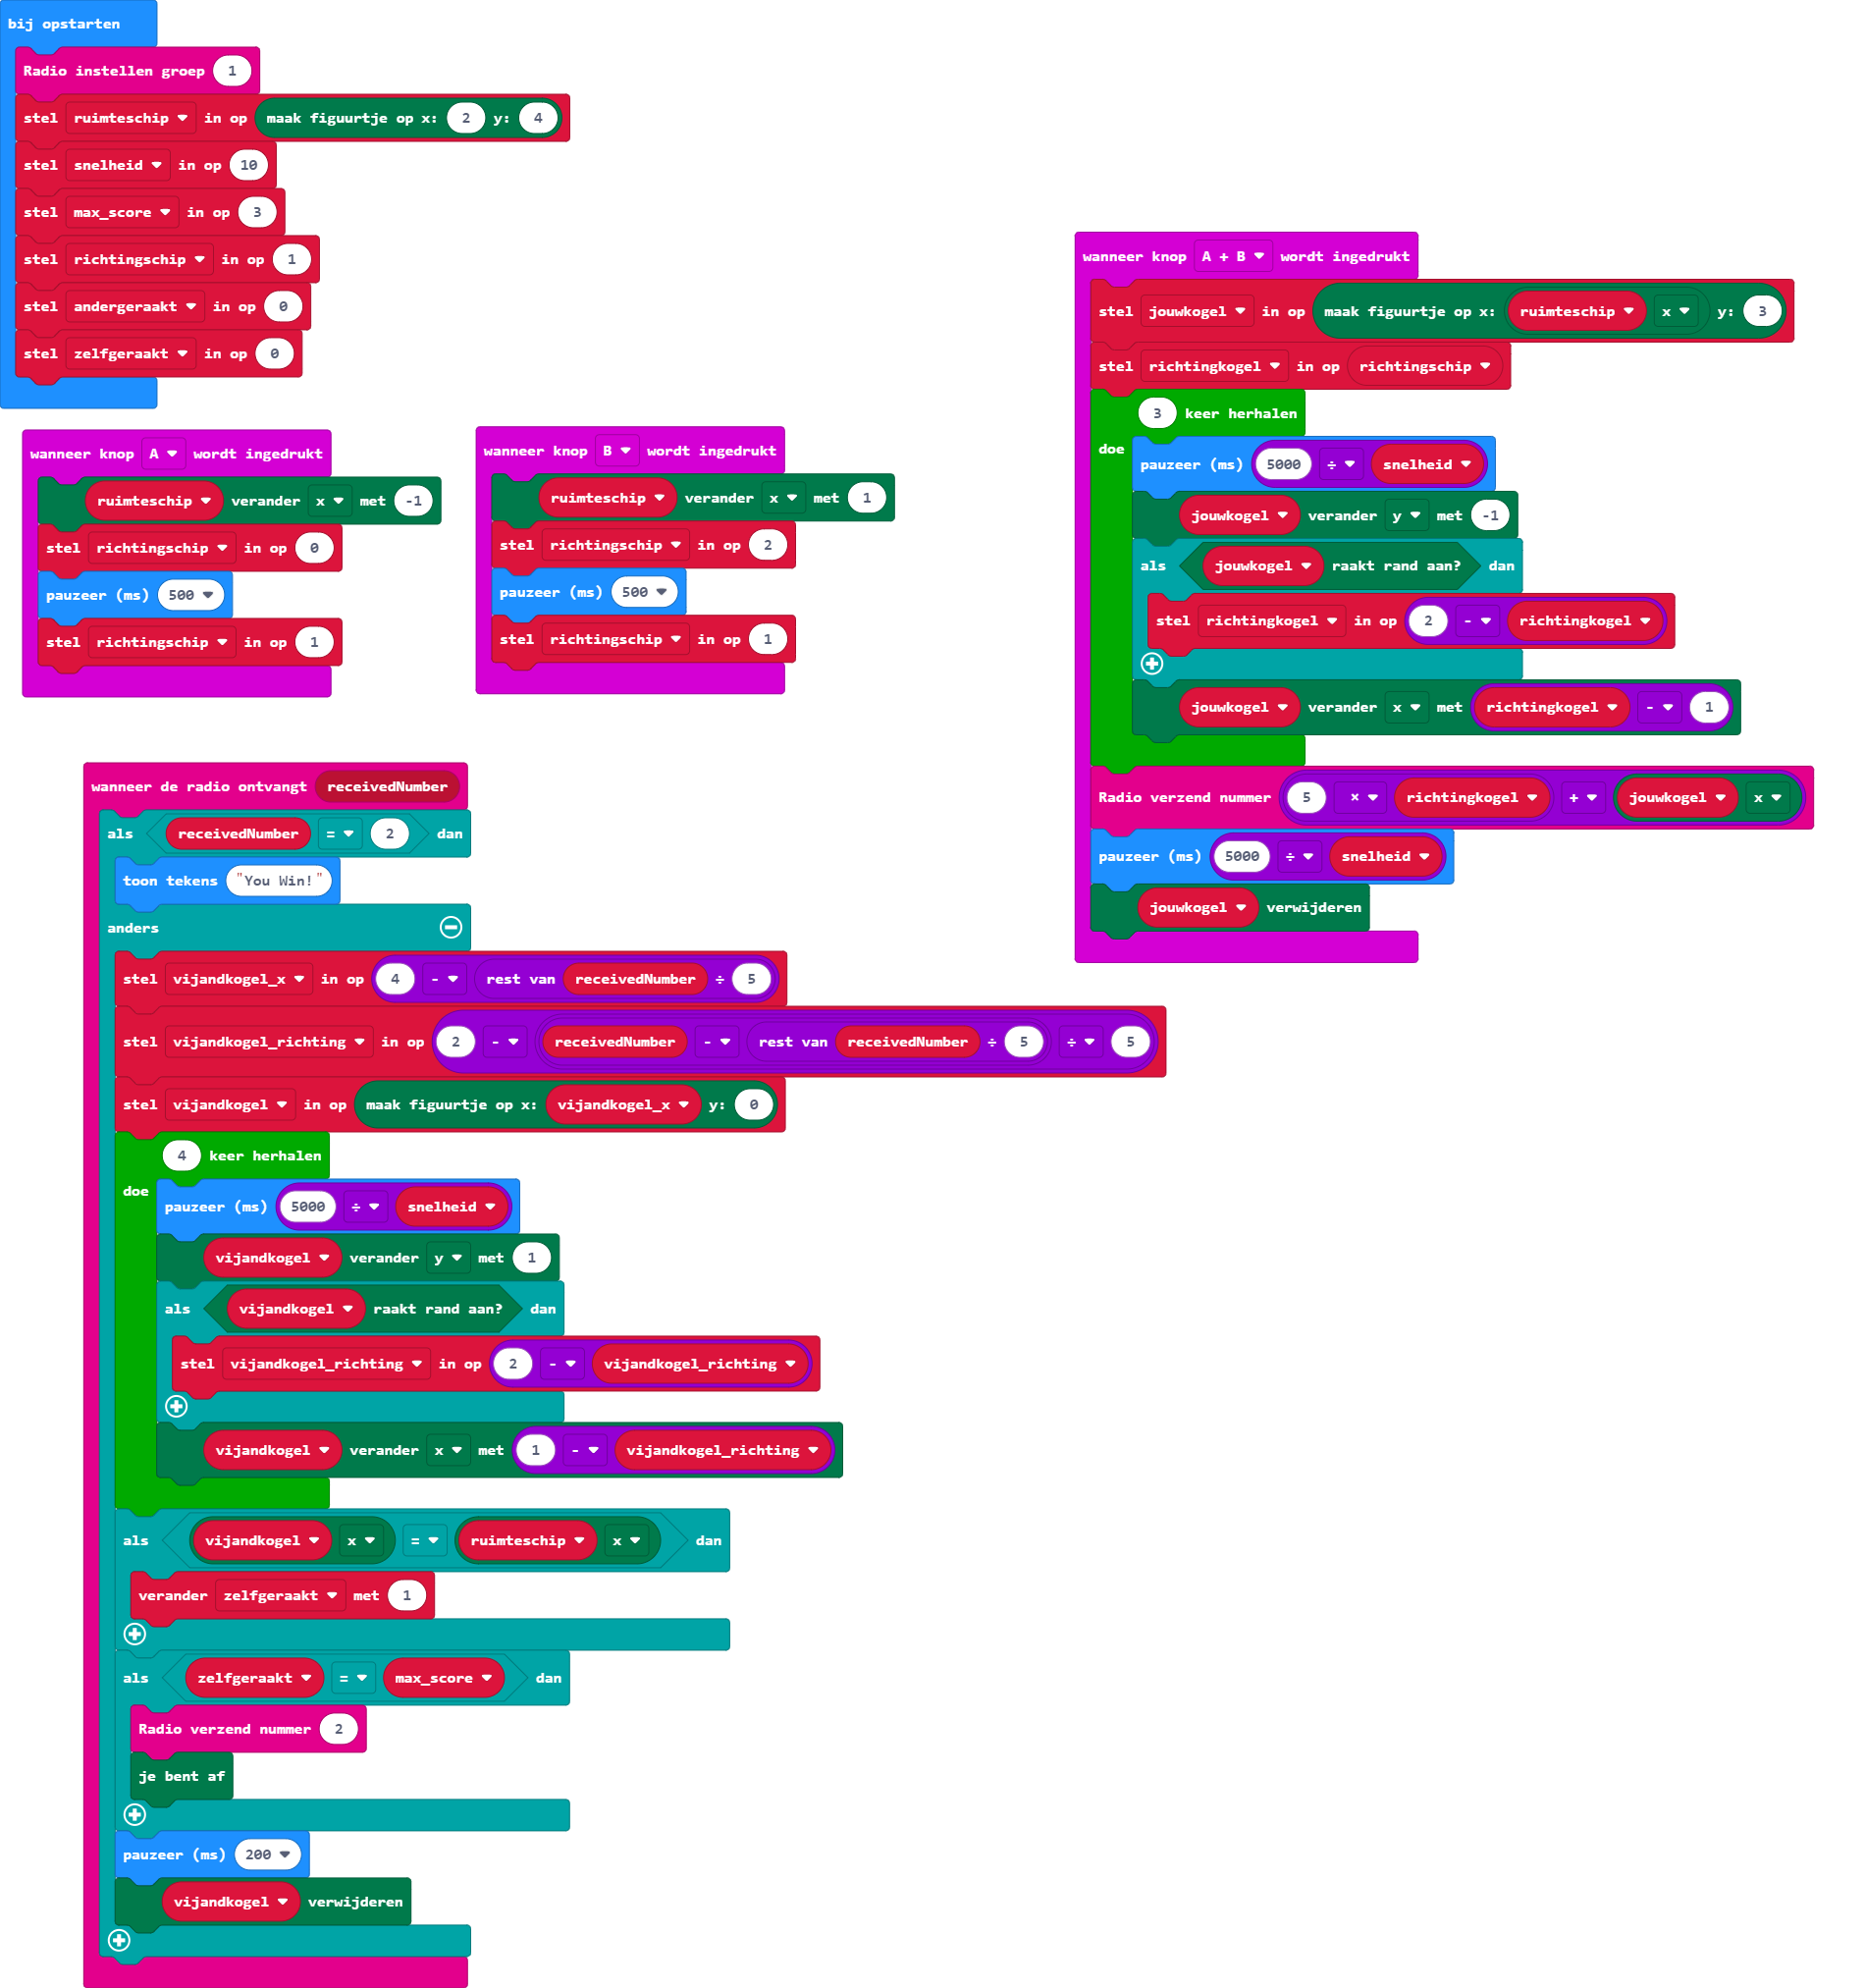 bij opstarten
Radio instellen groep 1
stel ruimteschip in op maak figuurtje op x: 2 y: 4
stel snelheid in op 10
stel max_score in op 3
stel richtingschip in op 1
stel andergeraakt in op 0
stel zelfgeraakt in op 0
wanneer knop A wordt ingedrukt
ruimteschip verander x met -1
stel richtingschip in op 0
pauzeer (ms) 500
stel richtingschip in op 1
wanneer knop B wordt ingedrukt
ruimteschip verander x met 1
stel richtingschip in op 2
pauzeer (ms) 500
stel richtingschip in op 1
wanneer knop A + B wordt ingedrukt
stel jouwkogel in op maak figuurtje op x: ruimteschip x y: 3
stel richtingkogel in op richtingschip
3 keer herhalen
doe
pauzeer (ms) 5000 ÷ snelheid
jouwkogel verander y met -1
als jouwkogel raakt rand aan? dan
stel richtingkogel in op 2 - richtingkogel
jouwkogel verander x met richtingkogel - 1
Radio verzend nummer 5 × richtingkogel + jouwkogel x
pauzeer (ms) 5000 ÷ snelheid
jouwkogel verwijderen
wanneer de radio ontvangt receivedNumber
als receivedNumber = 2 dan
toon tekens "You Win!"
anders
stel vijandkogel_x in op 4 - rest van receivedNumber ÷ 5
stel vijandkogel_richting in op 2 - receivedNumber - rest van receivedNumber ÷ 5 ÷ 5
stel vijandkogel in op maak figuurtje op x: vijandkogel_x y: 0
4 keer herhalen
doe
pauzeer (ms) 5000 ÷ snelheid
vijandkogel verander y met 1
als vijandkogel raakt rand aan? dan
stel vijandkogel_richting in op 2 - vijandkogel_richting
vijandkogel verander x met 1 - vijandkogel_richting
als vijandkogel x = ruimteschip x dan
verander zelfgeraakt met 1
als zelfgeraakt = max_score dan
Radio verzend nummer 2
je bent af
pauzeer (ms) 200
vijandkogel verwijderen